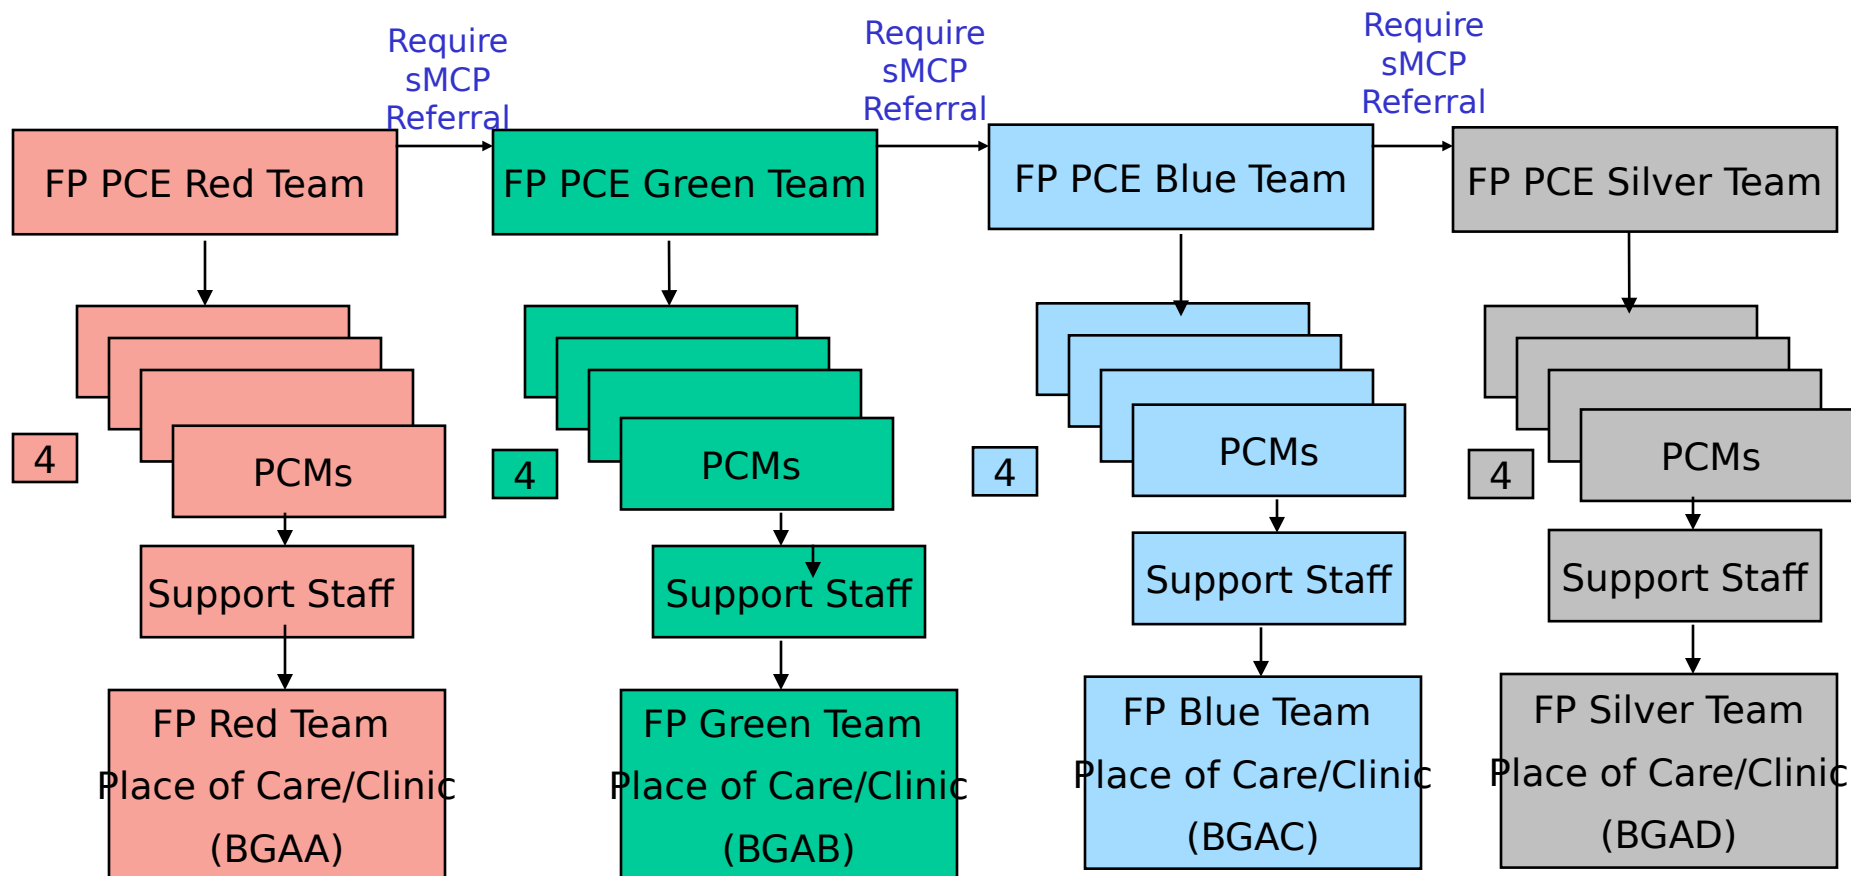 Require
sMCP
Referral
Require
sMCP
Referral
Require
sMCP
Referral
FP PCE Red Team
FP PCE Green Team
FP PCE Blue Team
FP PCE Silver Team
4
PCMs
4
PCMs
4
PCMs
4
PCMs
Support Staff
Support Staff
Support Staff
Support Staff
FP Red Team
Place of Care/Clinic
(BGAA)
FP Green Team
Place of Care/Clinic
(BGAB)
FP Blue Team
Place of Care/Clinic
(BGAC)
FP Silver Team
Place of Care/Clinic
(BGAD)